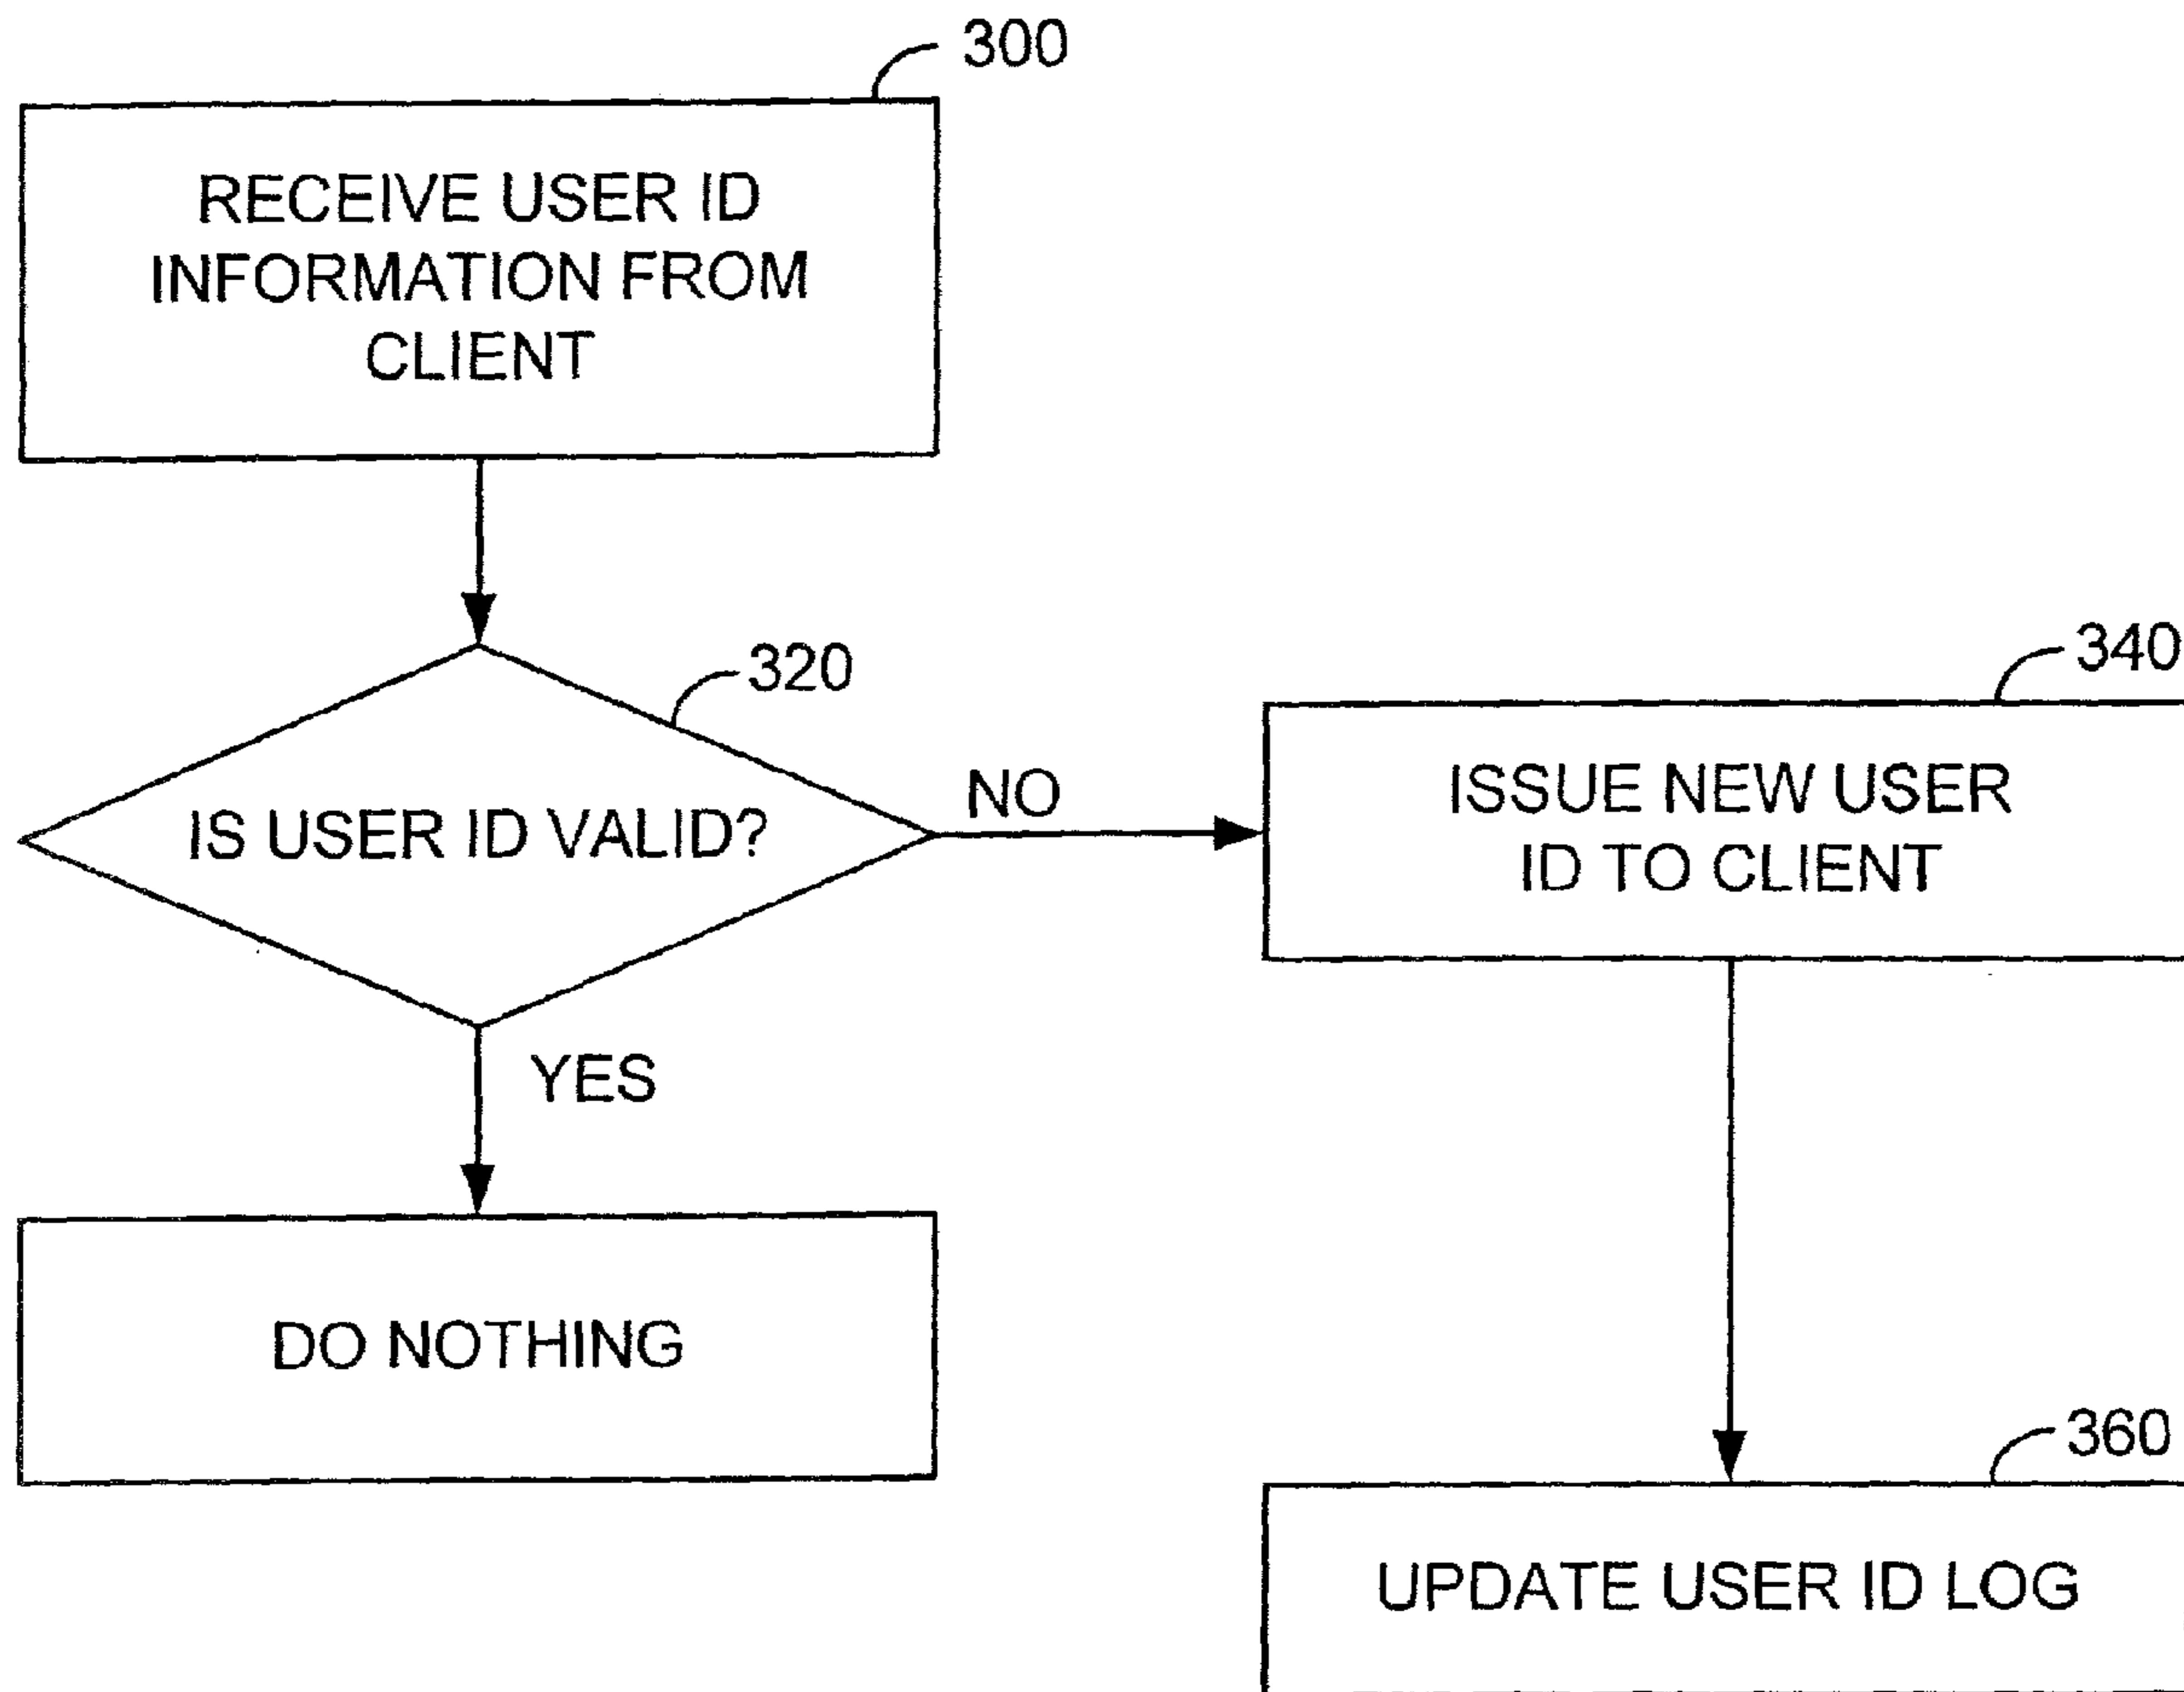 300
RECEIVE USER ID
INFORMATION FROM
CLIENT
320
IS USER ID VALID?
NO
340
ISSUE NEW USER
ID TO CLIENT
YES
DO NOTHING
360
UPDATE USER ID LOG